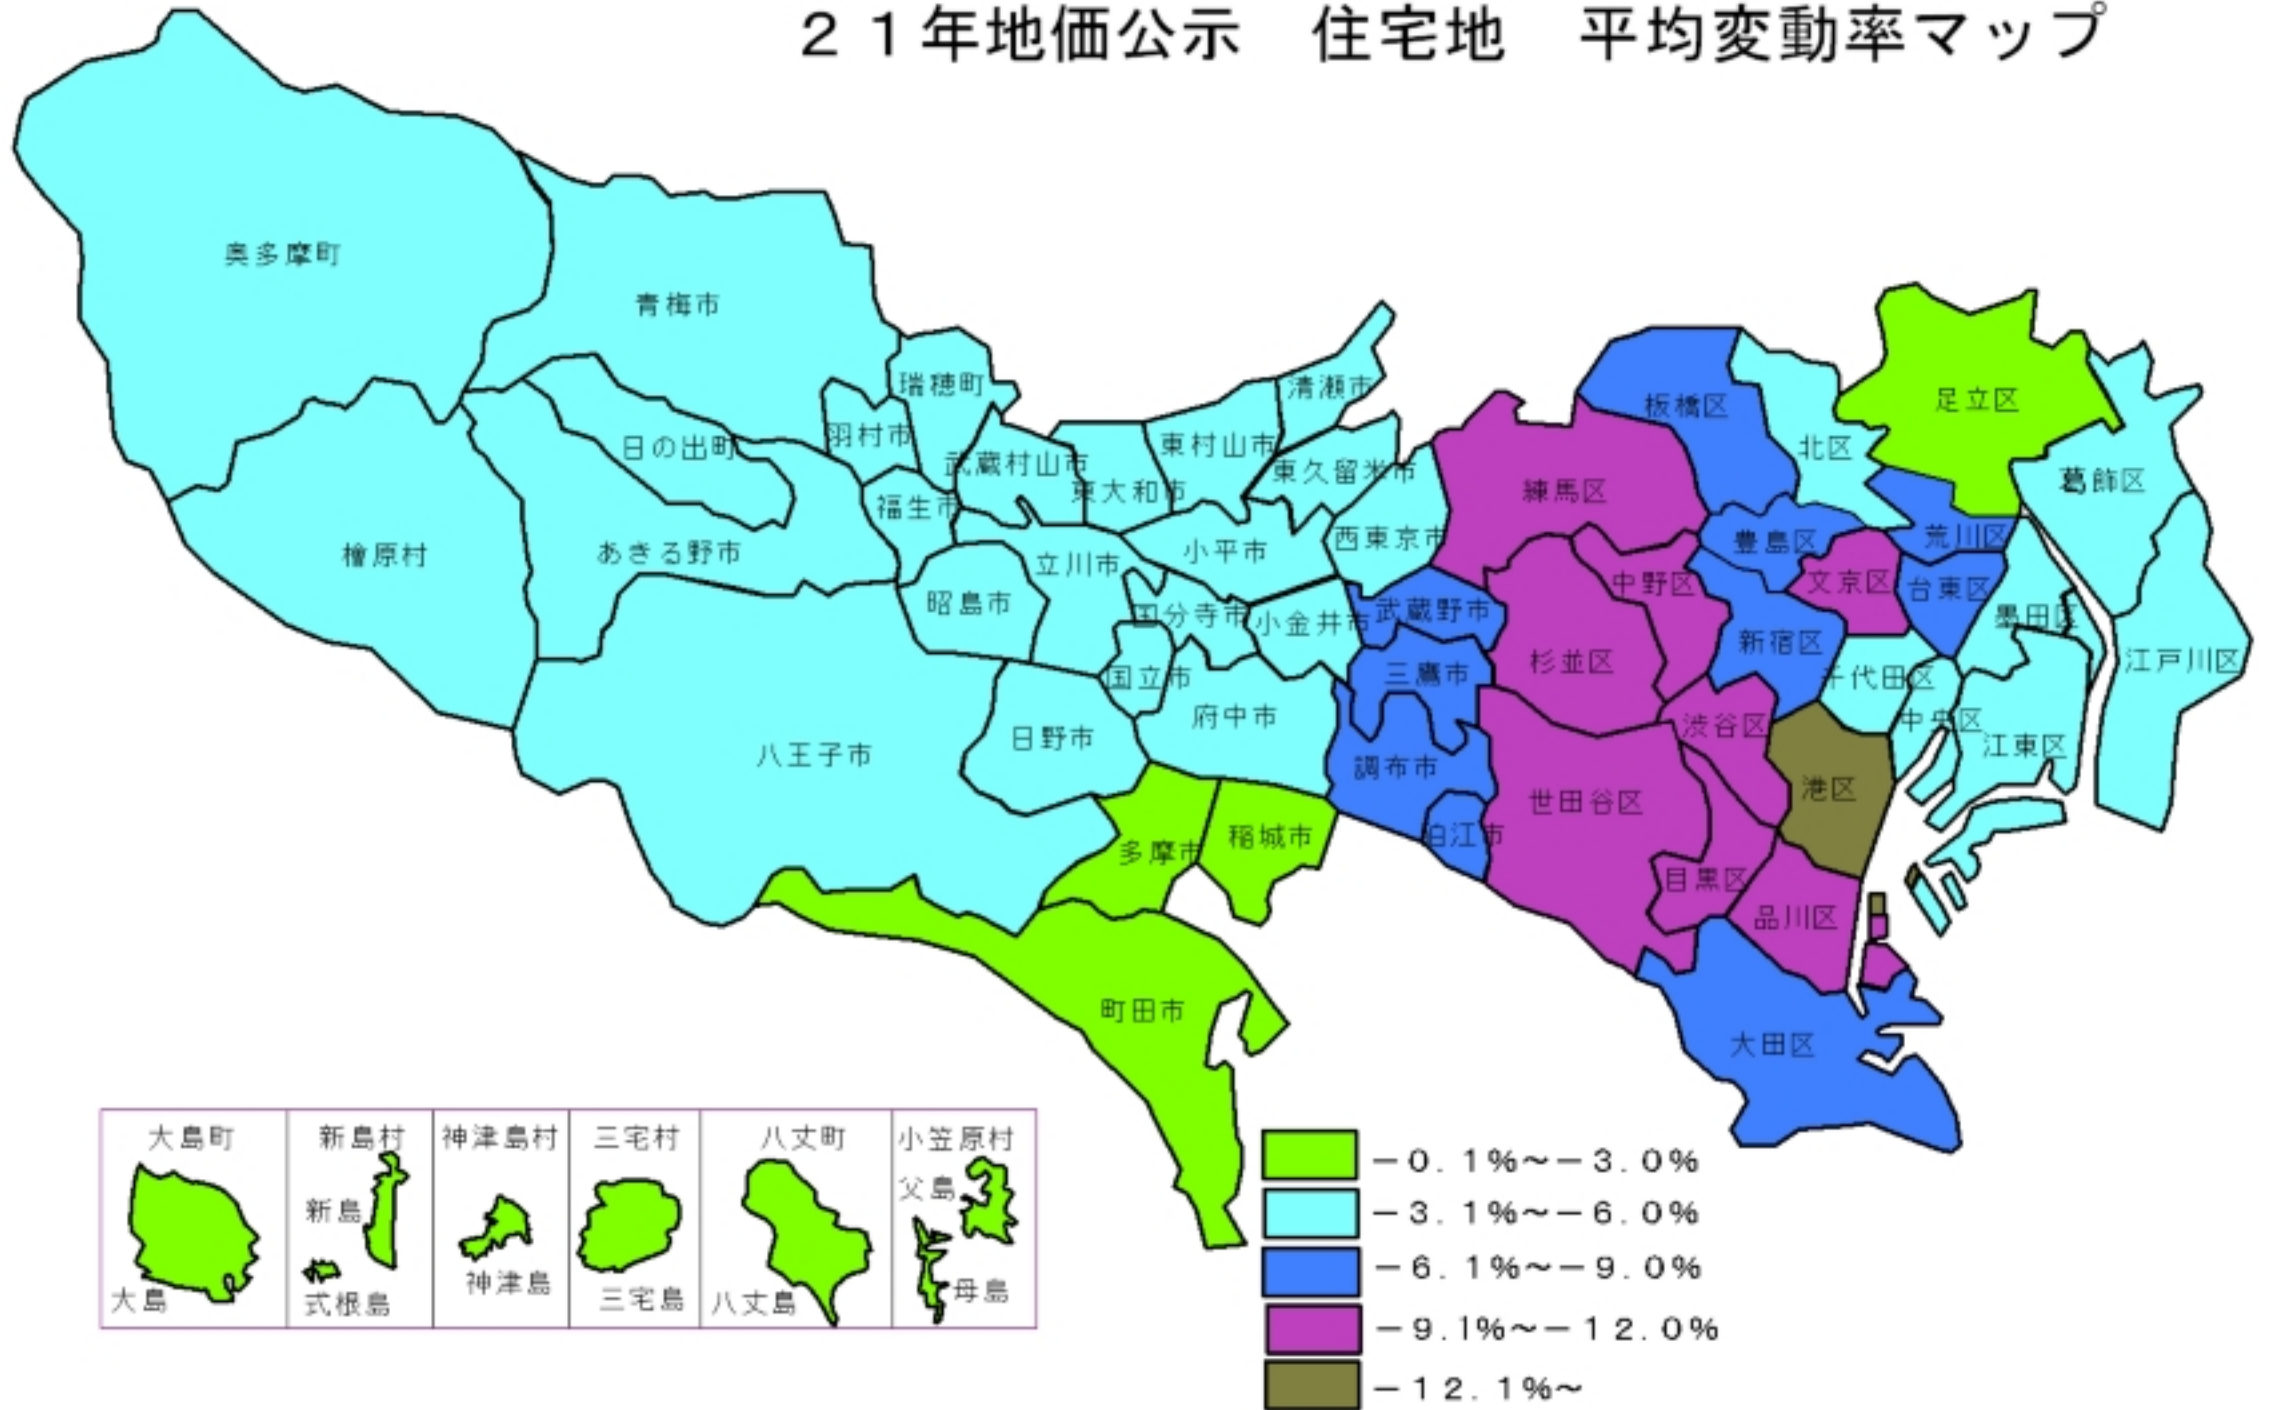 ２１年地価公示　住宅地　平均変動率マップ
奥多摩町
青梅市
瑞穂町
清瀬市
羽村市
日の出町
東村山市
武蔵村山市
東大和市
東久留米市
福生市
檜原村
あきる野市
立川市
小平市
西東京市
昭島市
国分寺市
小金井市
武蔵野市
国立市
三鷹市
府中市
八王子市
日野市
調布市
狛江市
多摩市
稲城市
町田市
板橋区
足立区
北区
葛飾区
練馬区
豊島区
荒川区
中野区
文京区
台東区
墨田区
新宿区
杉並区
千代田区
江戸川区
渋谷区
中央区
江東区
世田谷区
港区
目黒区
品川区
大田区
大島町
新島村
神津島村
三宅村
八丈町
小笠原村
父島
新島
神津島
母島
大島
式根島
三宅島
八丈島
－０.１%～－３.０%
－３.１%～－６.０%
－６.１%～－９.０%
－９.１%～－１２.０%
－１２.１%～